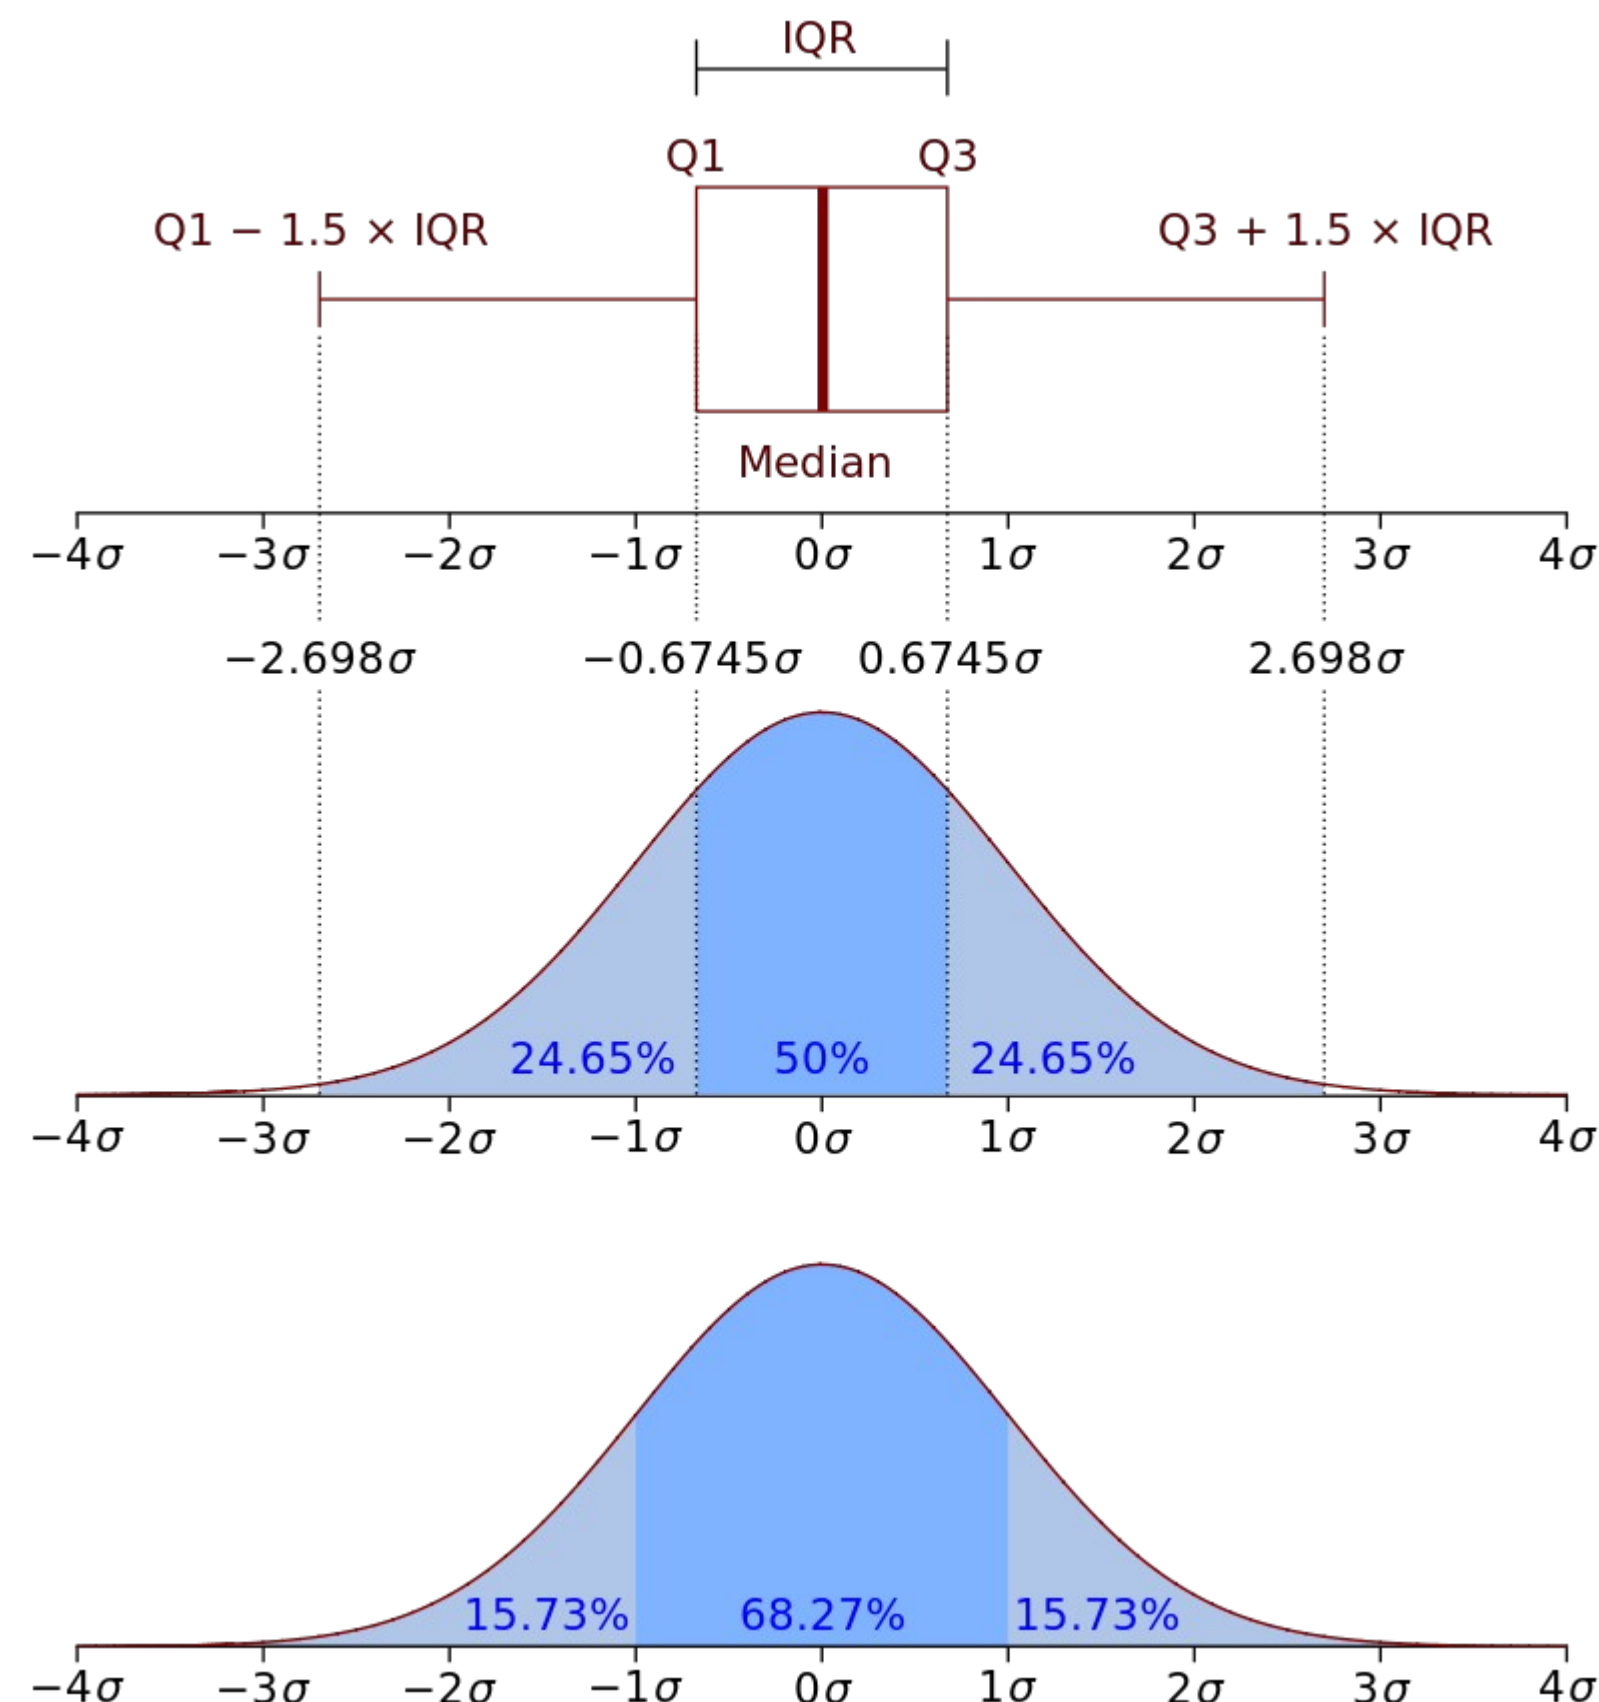 IQR
Q1 Q3
Q1 − 1.5 × IQR Q3 + 1.5 × IQR
Median
−4σ −3σ −2σ −1σ 0σ 1σ 2σ 3σ 4σ
−2.698σ −0.6745σ 0.6745σ 2.698σ
24.65% 50% 24.65%
−4σ −3σ −2σ −1σ 0σ 1σ 2σ 3σ 4σ
15.73% 68.27% 15.73%
−4σ −3σ −2σ −1σ 0σ 1σ 2σ 3σ 4σ